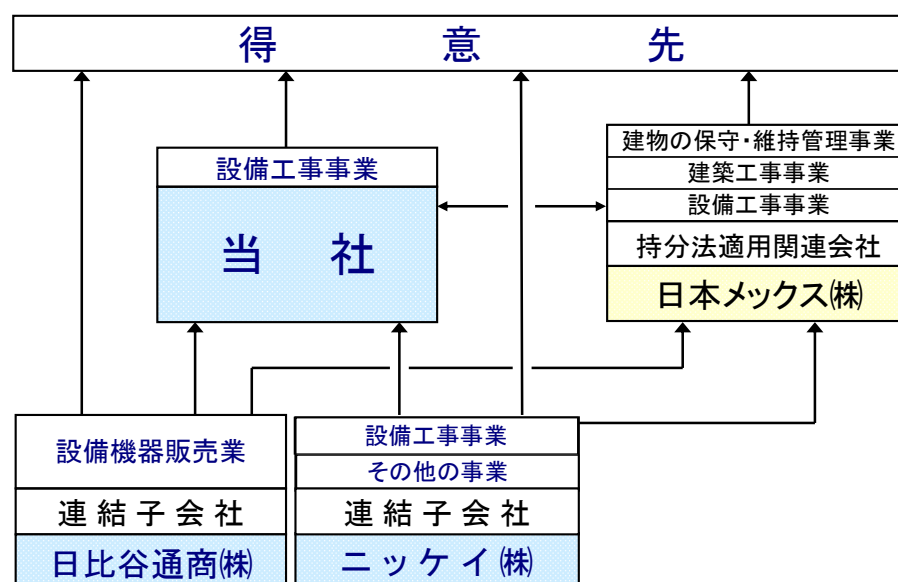 得意先
設備工事事業
当社
建物の保守・維持管理事業
建築工事事業
設備工事事業
持分法適用関連会社
日本メックス㈱
設備機器販売業
連結子会社
日比谷通商㈱
設備工事事業
その他の事業
連結子会社
ニッケイ㈱